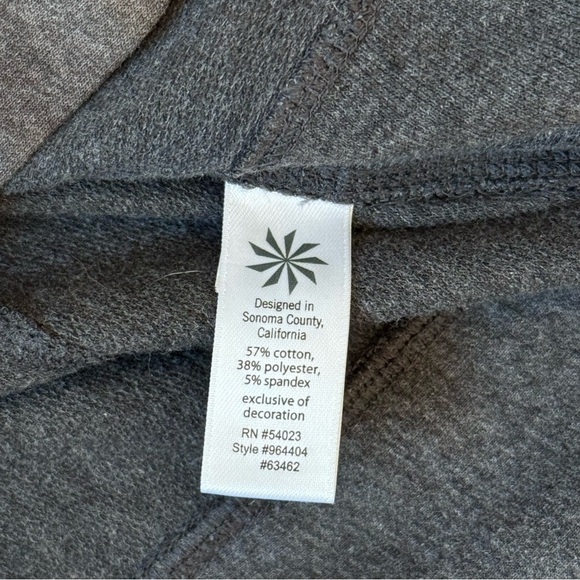 Designed in
Sonoma County,
California
57% cotton,
38% polyester,
5% spandex
exclusive of
decoration
RN #54023
Style #964404
#63462